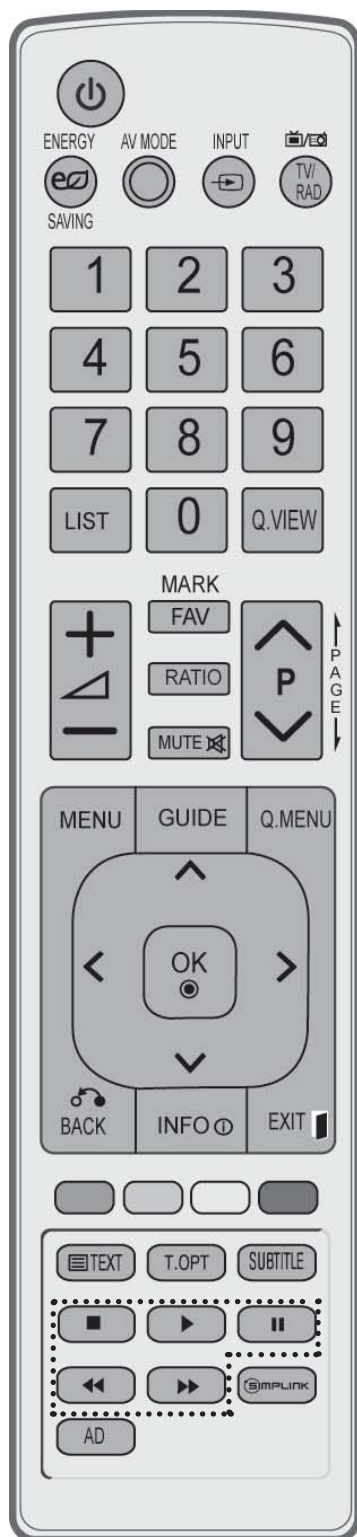 ENERGY AV MODE INPUT
SAVING
TV/
RAD
1 2 3
4 5 6
7 8 9
LIST 0 Q.VIEW
MARK
FAV
RATIO
P
PAGE
MUTE
MENU GUIDE Q.MENU
OK
BACK INFO EXIT
TEXT T.OPT SUBTITLE
SIMPLINK
AD